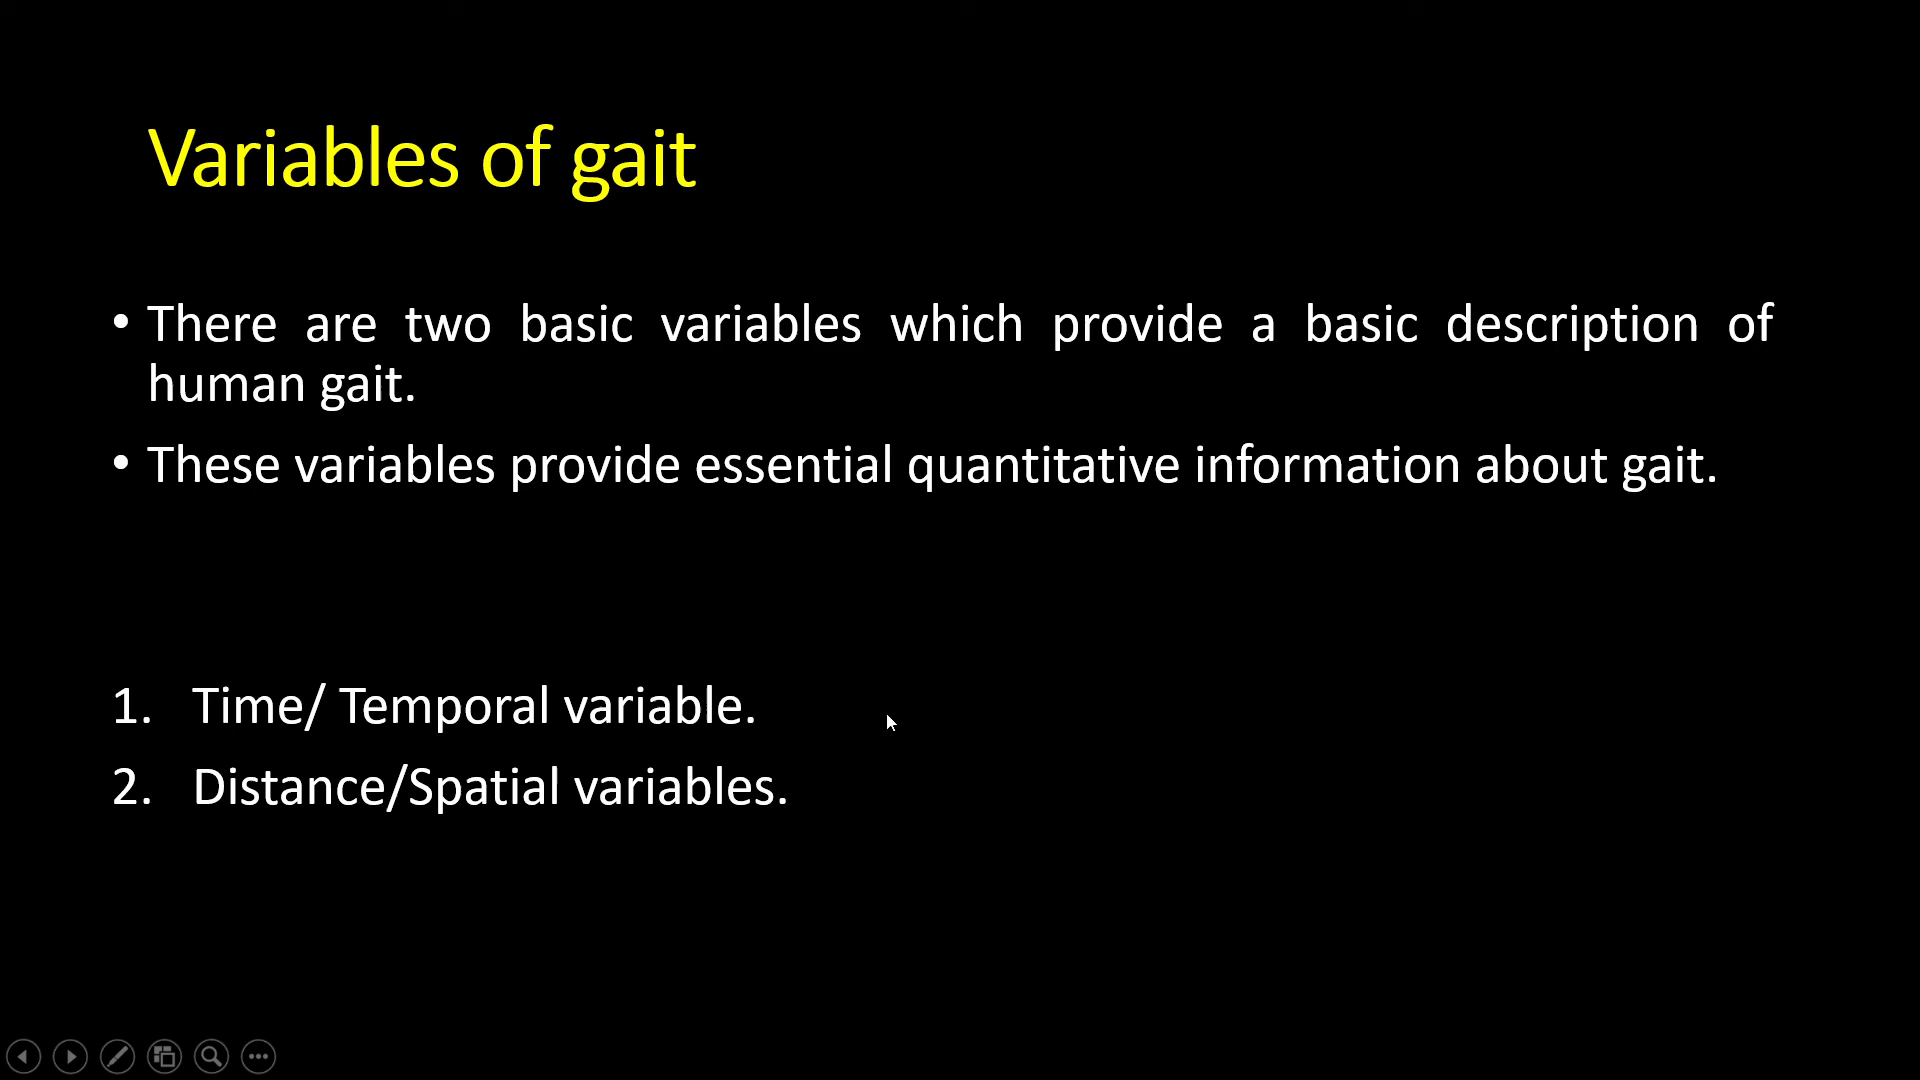 Variables of gait
• There are two basic variables which provide a basic description of
human gait.
• These variables provide essential quantitative information about gait.
1. Time/ Temporal variable.
2. Distance/Spatial variables.